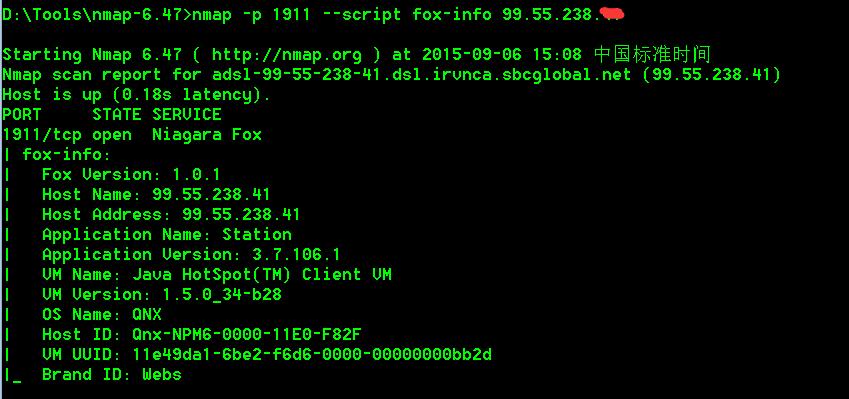 D:\Tools\nmap-6.47>nmap -p 1911 --script fox-info 99.55.238.
Starting Nmap 6.47 ( http://nmap.org ) at 2015-09-06 15:08 中国标准时间
Nmap scan report for adsl-99-55-238-41.dsl.irvnca.sbcglobal.net (99.55.238.41)
Host is up (0.18s latency).
PORT     STATE SERVICE
1911/tcp open  Niagara Fox
| fox-info:
|   Fox Version: 1.0.1
|   Host Name: 99.55.238.41
|   Host Address: 99.55.238.41
|   Application Name: Station
|   Application Version: 3.7.106.1
|   VM Name: Java HotSpot(TM) Client VM
|   VM Version: 1.5.0_34-b28
|   OS Name: QNX
|   Host ID: Qnx-NPM6-0000-11E0-F82F
|   VM UUID: 11e49da1-6be2-f6d6-0000-00000000bb2d
|_  Brand ID: Webs